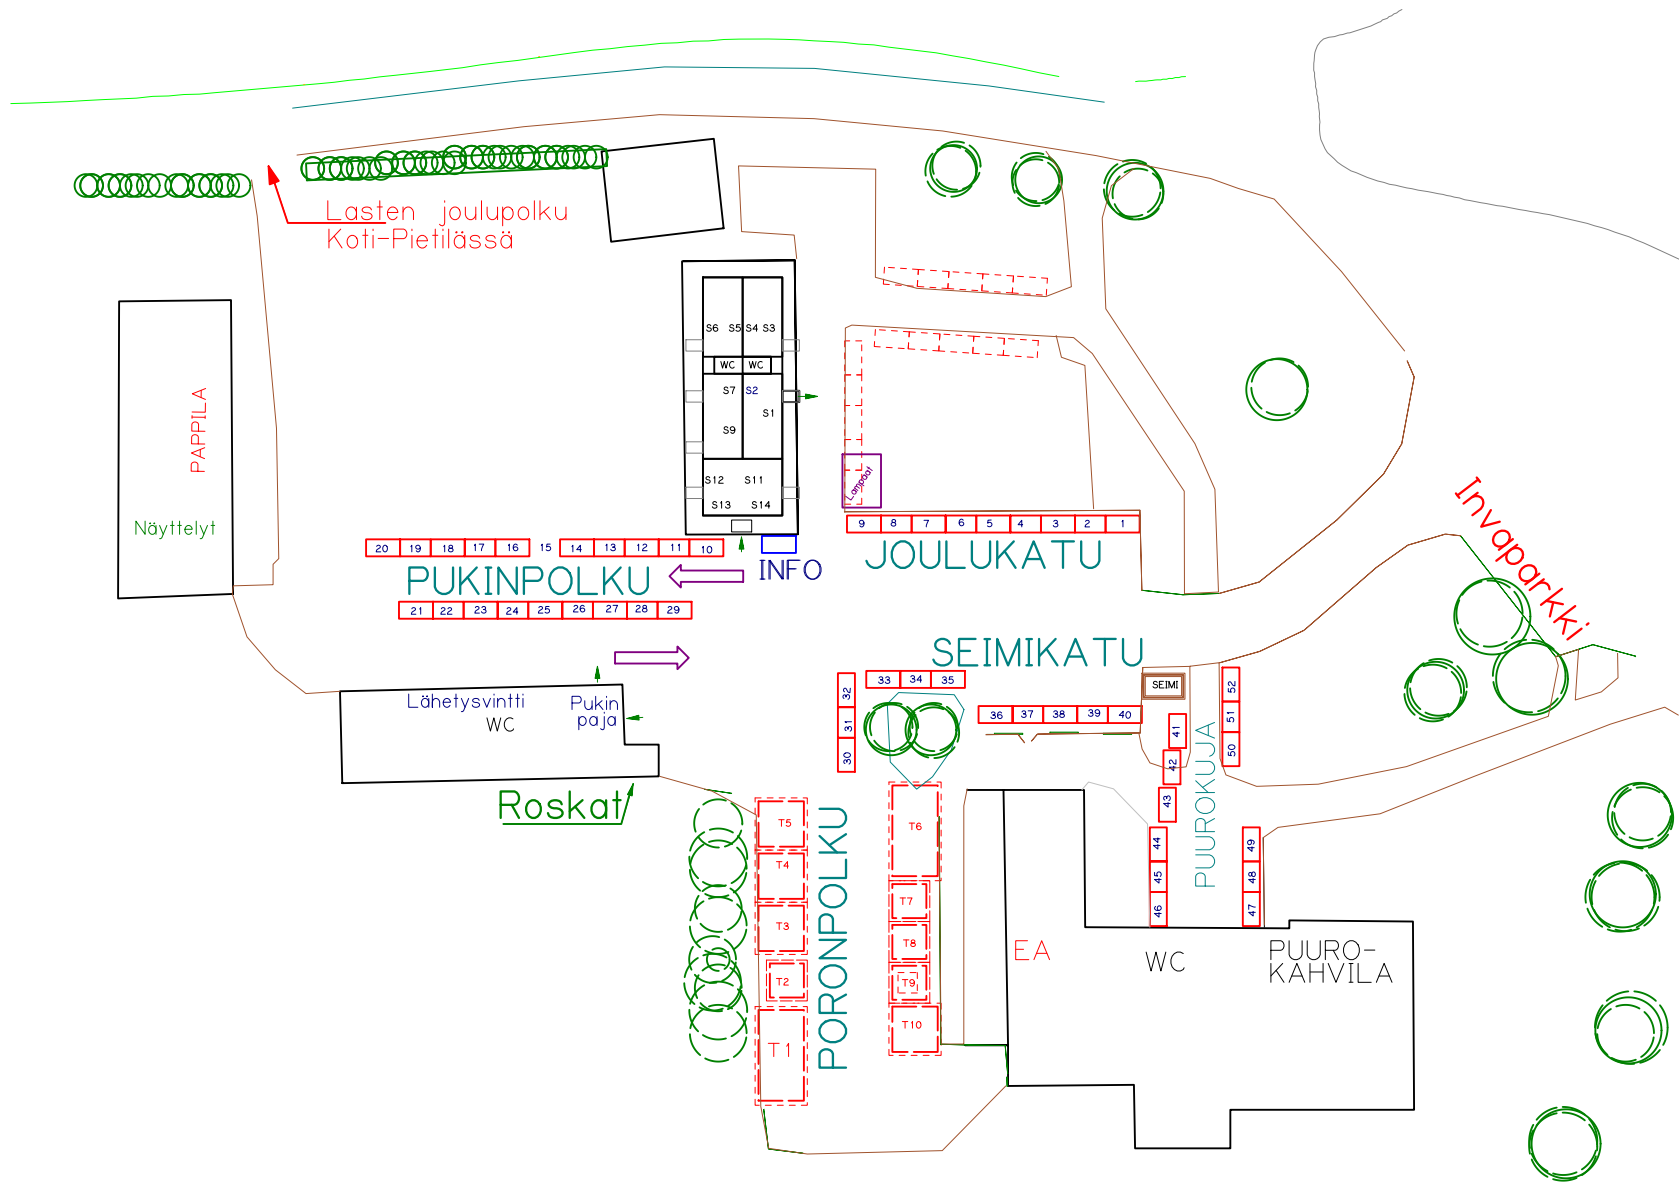 Lasten joulupolku
Koti-Pietilässä
S6 S5 S4 S3
WC WC
S7 S2
S1
S9
S12 S11
S13 S14
PAPPILA
Näyttelyt
Lampaat
Invaparkki
9 8 7 6 5 4 3 2 1
JOULUKATU
20 19 18 17 16 15 14 13 12 11 10
PUKINPOLKU
INFO
21 22 23 24 25 26 27 28 29
SEIMIKATU
Lähetysvintti
WC
Pukin
paja
Roskat
32
31
30
33 34 35
36 37 38 39 40
SEIMI
41
42
43
44
45
46
PUUROKUJA
52
51
50
49
48
47
T5
T4
T3
T2
T1
PORONPOLKU
T6
T7
T8
T9
T10
EA
WC
PUURO-
KAHVILA